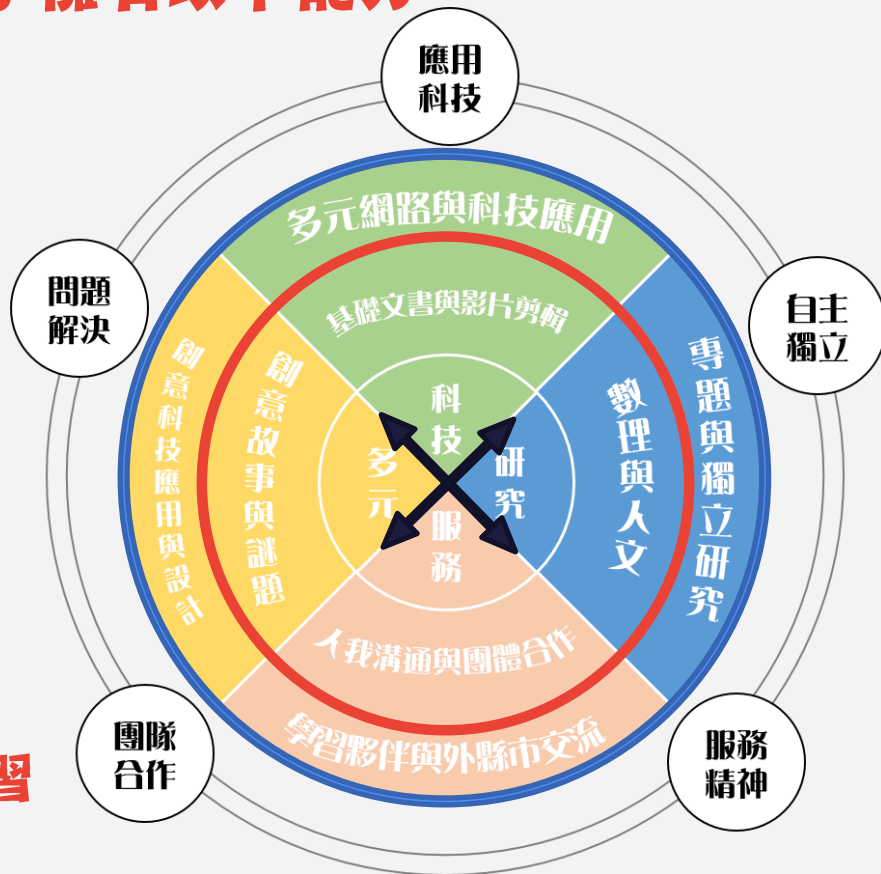 應用
科技
問題
解決
自主
獨立
團隊
合作
服務
精神
多元網路與科技應用
基礎文書與影片剪輯
科技
創意科技應用與設計
創意故事與謎題
多元
研究
數理與人文
專題與獨立研究
服務
人我溝通與團體合作
學習夥伴與外縣市交流
習